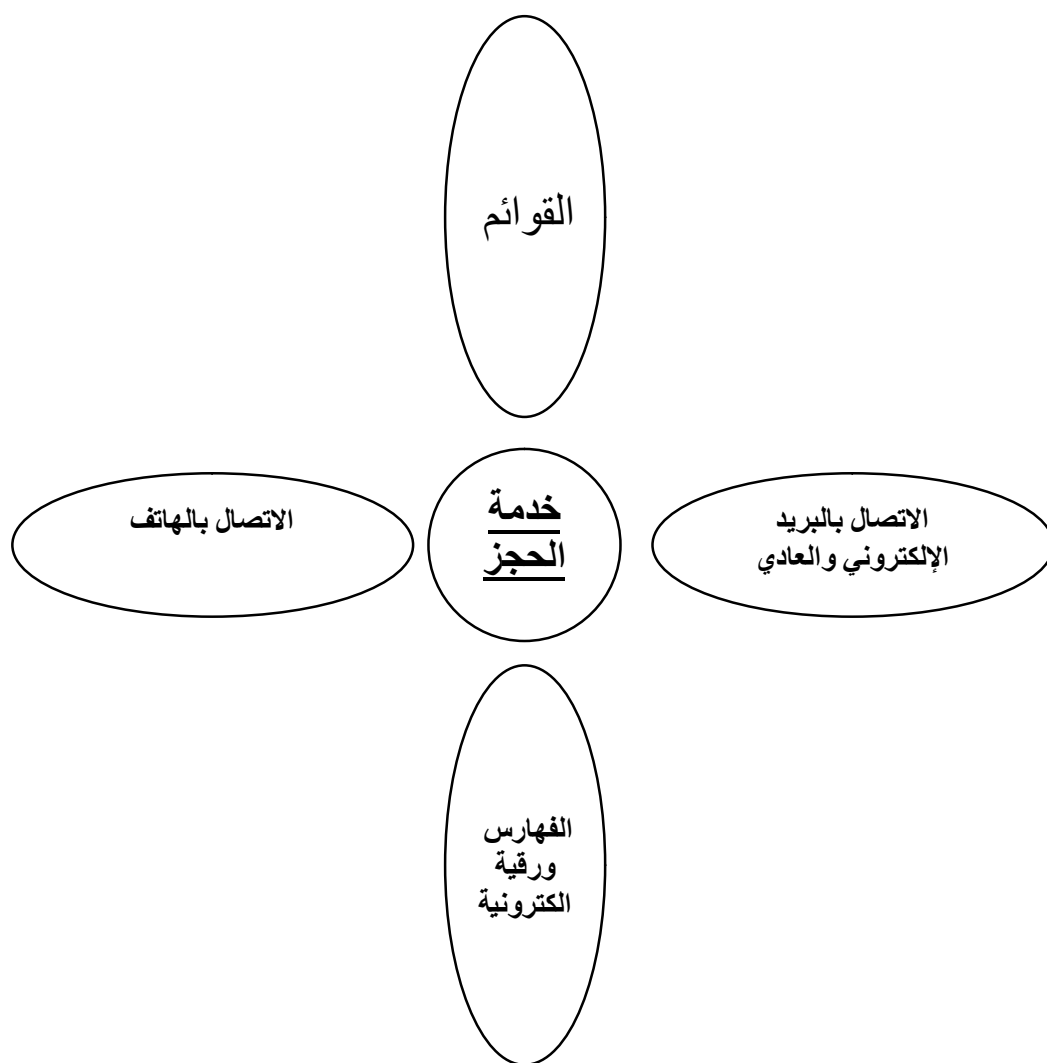 القوائم
خدمة
الحجز
الاتصال بالبريد
الإلكتروني والعادي
الاتصال بالهاتف
الفهارس
ورقية
الكترونية